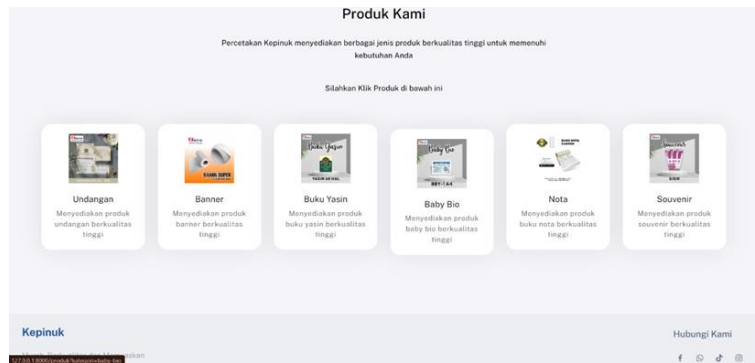 Produk Kami
Percetakan Kepinuk menyediakan berbagai jenis produk berkualitas tinggi untuk memenuhi
kebutuhan Anda
Silahkan Klik Produk di bawah ini
Undangan
Menyediakan produk
undangan berkualitas
tinggi
Banner
Menyediakan produk
banner berkualitas
tinggi
Buku Yasin
Menyediakan produk
buku yasin berkualitas
tinggi
Baby Bio
Menyediakan produk
baby bio berkualitas
tinggi
Nota
Menyediakan produk
buku nota berkualitas
tinggi
Souvenir
Menyediakan produk
souvenir berkualitas
tinggi
Kepinuk
Hubungi Kami